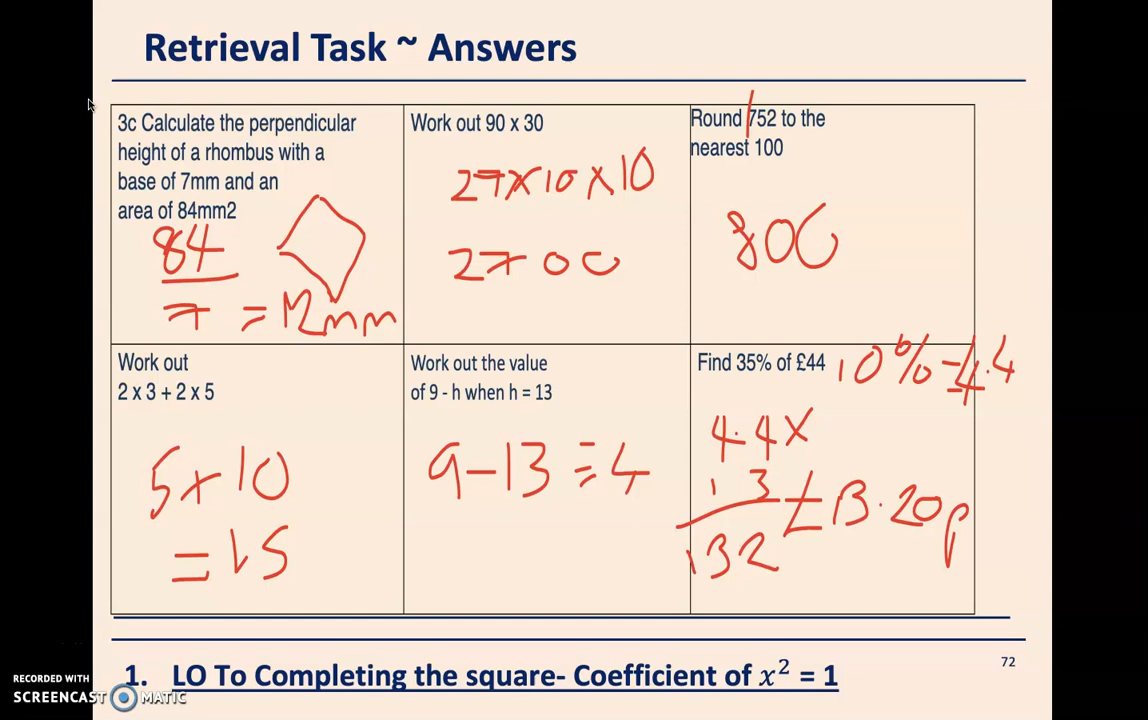 Retrieval Task ~ Answers
3c Calculate the perpendicular
height of a rhombus with a
base of 7mm and an
area of 84mm2
84
7 = 12mm
Work out 90 x 30
27x10x10
2700
Round 752 to the
nearest 100
800
Work out
2 x 3 + 2 x 5
5+10
=15
Work out the value
of 9 - h when h = 13
9-13=-4
Find 35% of £44
10%=4.4
4.4x
3
132
£13.20p
1. LO To Completing the square- Coefficient of x² = 1
72
RECORDED WITH
SCREENCAST MATIC